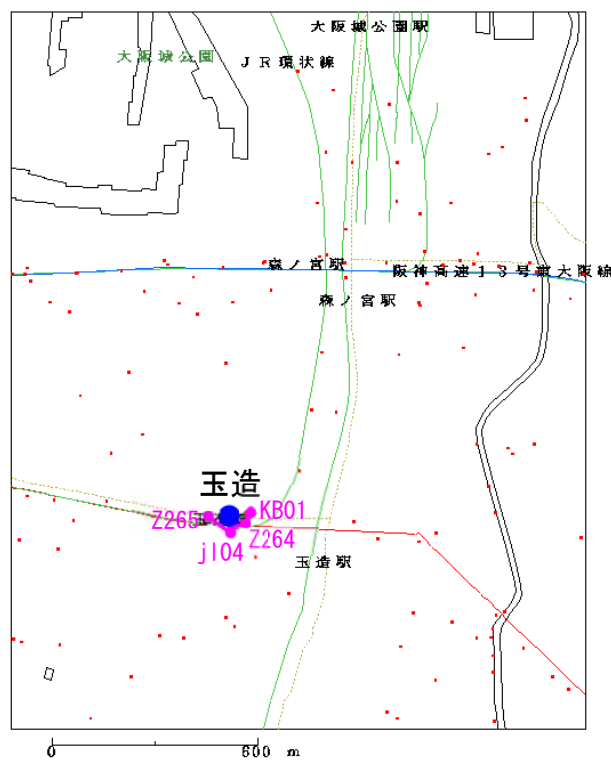 大阪城公園駅
大阪城公園
ＪＲ環状線
森ノ宮駅
阪神高速１３号東大阪線
森ノ宮駅
玉造
KB01
Z265
Z264
jl04
玉造駅
0 600 m